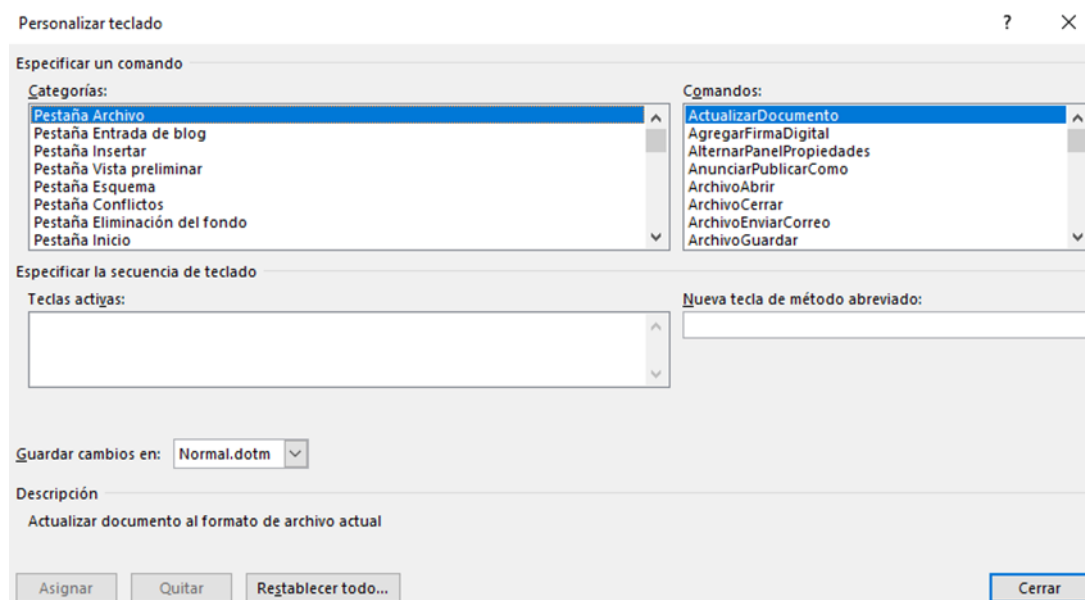 Personalizar teclado ?
Especificar un comando
Categorías:
Pestaña Archivo
Pestaña Entrada de blog
Pestaña Insertar
Pestaña Vista preliminar
Pestaña Esquema
Pestaña Conflictos
Pestaña Eliminación del fondo
Pestaña Inicio
Comandos:
ActualizarDocumento
AgregarFirmaDigital
AlternarPanelPropiedades
AnunciarPublicarComo
ArchivoAbrir
ArchivoCerrar
ArchivoEnviarCorreo
ArchivoGuardar
Especificar la secuencia de teclado
Teclas activas:
Nueva tecla de método abreviado:
Guardar cambios en: Normal.dotm
Descripción
Actualizar documento al formato de archivo actual
Asignar Quitar Restablecer todo... Cerrar